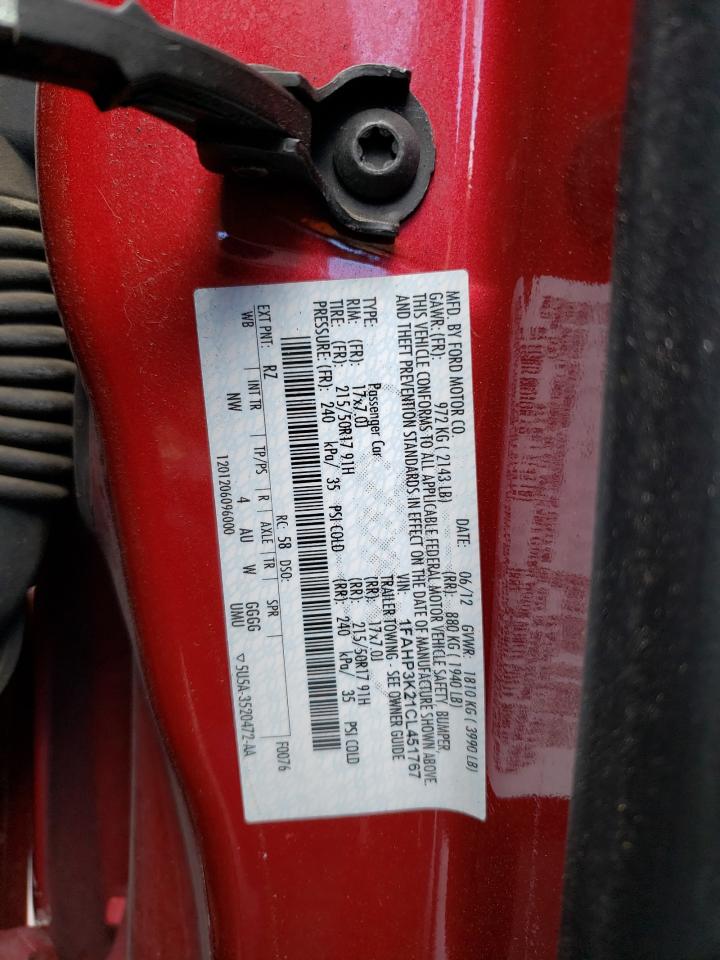 MFD. BY FORD MOTOR CO.
DATE: 06/12 GVWR: 1810 KG ( 3990 LB)
GAWR:(FR): 972 KG ( 2143 LB) (RR): 880 KG ( 1940 LB)
THIS VEHICLE CONFORMS TO ALL APPLICABLE FEDERAL MOTOR VEHICLE SAFETY, BUMPER,
AND THEFT PREVENTION STANDARDS IN EFFECT ON THE DATE OF MANUFACTURE SHOWN ABOVE.
VIN: 1FAHP3K21CL451767
TYPE: Passenger Car TRAILER TOWING - SEE OWNER GUIDE
RIM: (FR): 17x7.0J (RR): 17x7.0J
TIRE: (FR): 215/50R17 91H (RR): 215/50R17 91H
PRESSURE:(FR): 240 kPa/ 35 PSI COLD (RR): 240 kPa/ 35 PSI COLD
F0076
EXT PNT: RZ RC: 58 DSO:
WB INT TR TP/PS R AXLE TR SPR
NW 4 AU W GGGG
UMU
1201206096000 ▽5U5A-3520472-AA